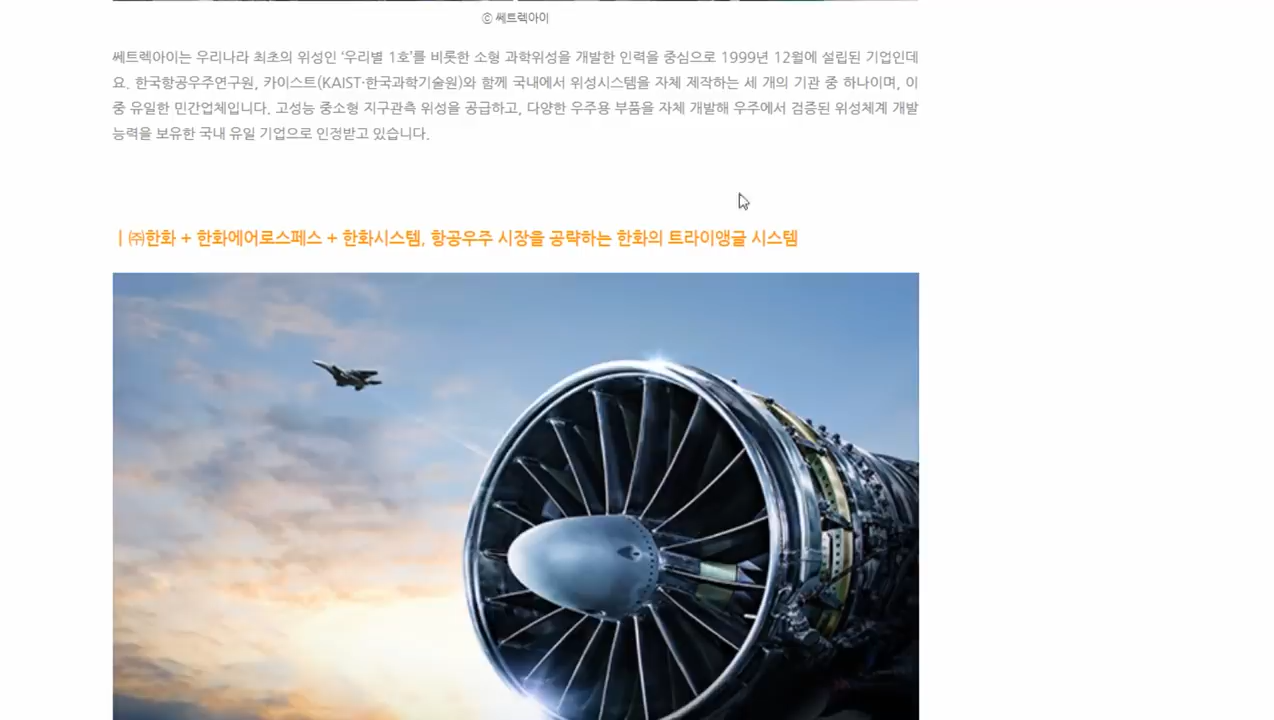 ⓒ 쎄트렉아이
쎄트렉아이는 우리나라 최초의 위성인 ‘우리별 1호’를 비롯한 소형 과학위성을 개발한 인력을 중심으로 1999년 12월에 설립된 기업인데
요. 한국항공우주연구원, 카이스트(KAIST·한국과학기술원)와 함께 국내에서 위성시스템을 자체 제작하는 세 개의 기관 중 하나이며, 이
중 유일한 민간업체입니다. 고성능 중소형 지구관측 위성을 공급하고, 다양한 우주용 부품을 자체 개발해 우주에서 검증된 위성체계 개발
능력을 보유한 국내 유일 기업으로 인정받고 있습니다.
| ㈜한화 + 한화에어로스페스 + 한화시스템, 항공우주 시장을 공략하는 한화의 트라이앵글 시스템